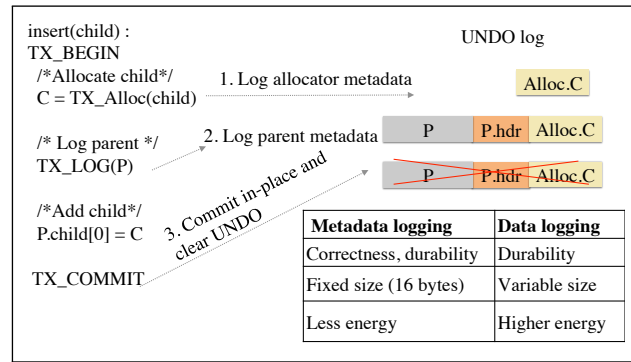 insert(child) :
TX_BEGIN
/*Allocate child*/
C = TX_Alloc(child)
/* Log parent */
TX_LOG(P)
/*Add child*/
P.child[0] = C
TX_COMMIT
1. Log allocator metadata
2. Log parent metadata
3. Commit in-place and
clear UNDO
UNDO log
Alloc.C
P P.hdr Alloc.C
P P.hdr Alloc.C
Metadata logging Data logging
Correctness, durability Durability
Fixed size (16 bytes) Variable size
Less energy Higher energy